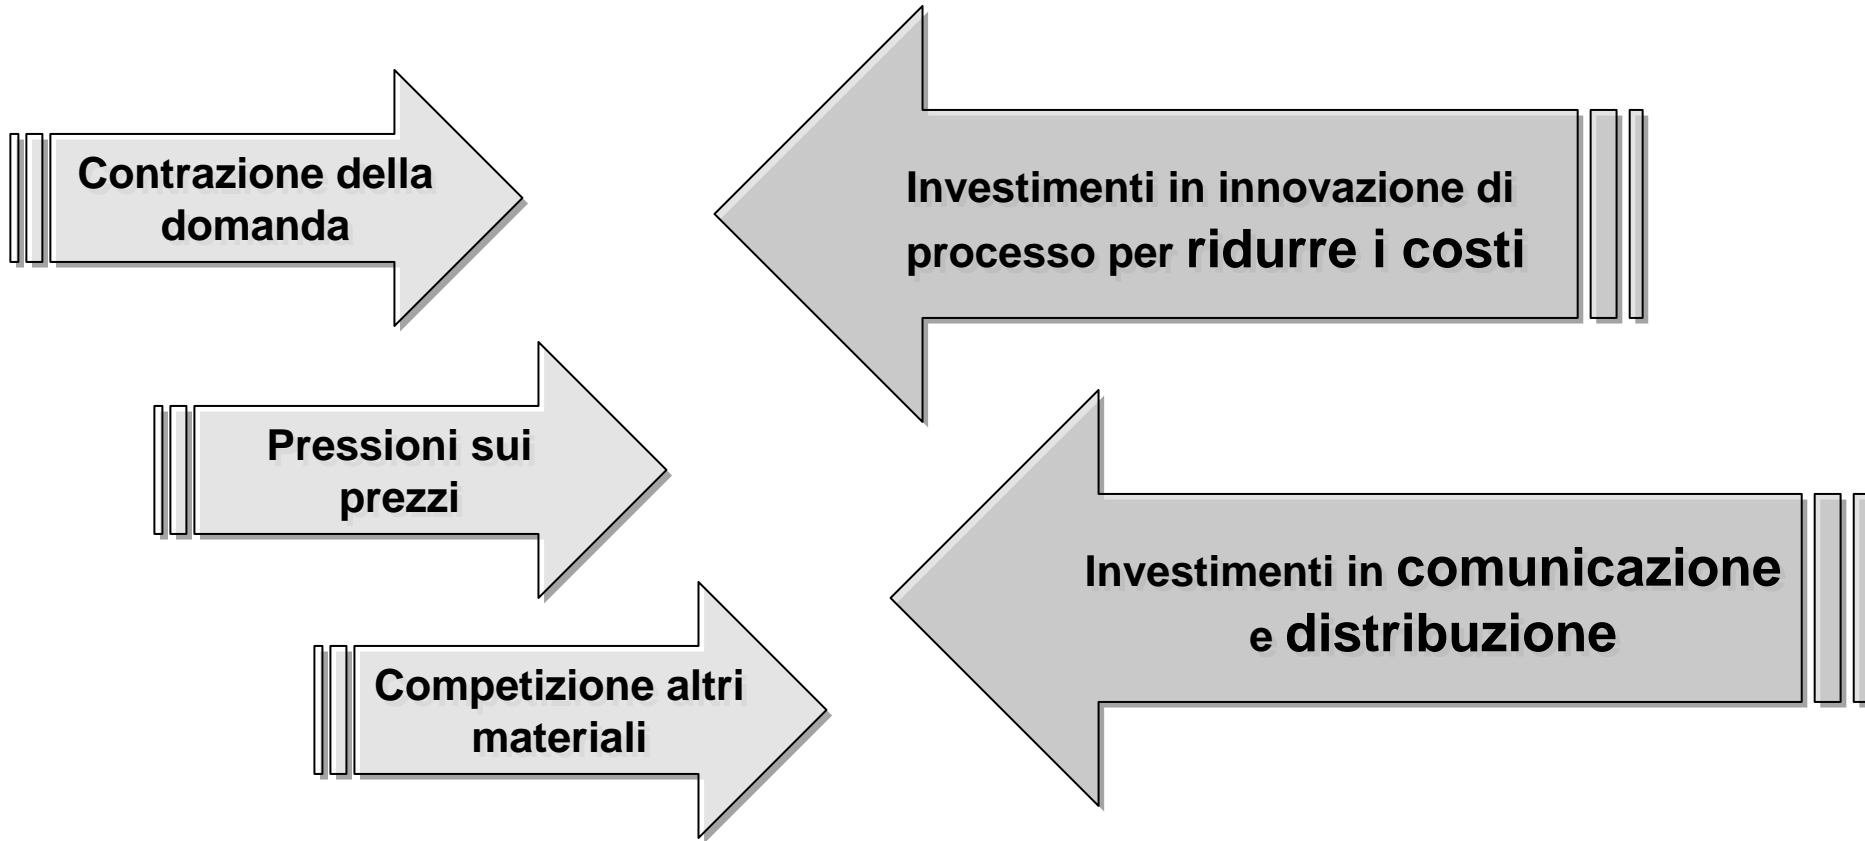 Contrazione della
domanda
Investimenti in innovazione di
processo per ridurre i costi
Pressioni sui
prezzi
Investimenti in comunicazione
e distribuzione
Competizione altri
materiali